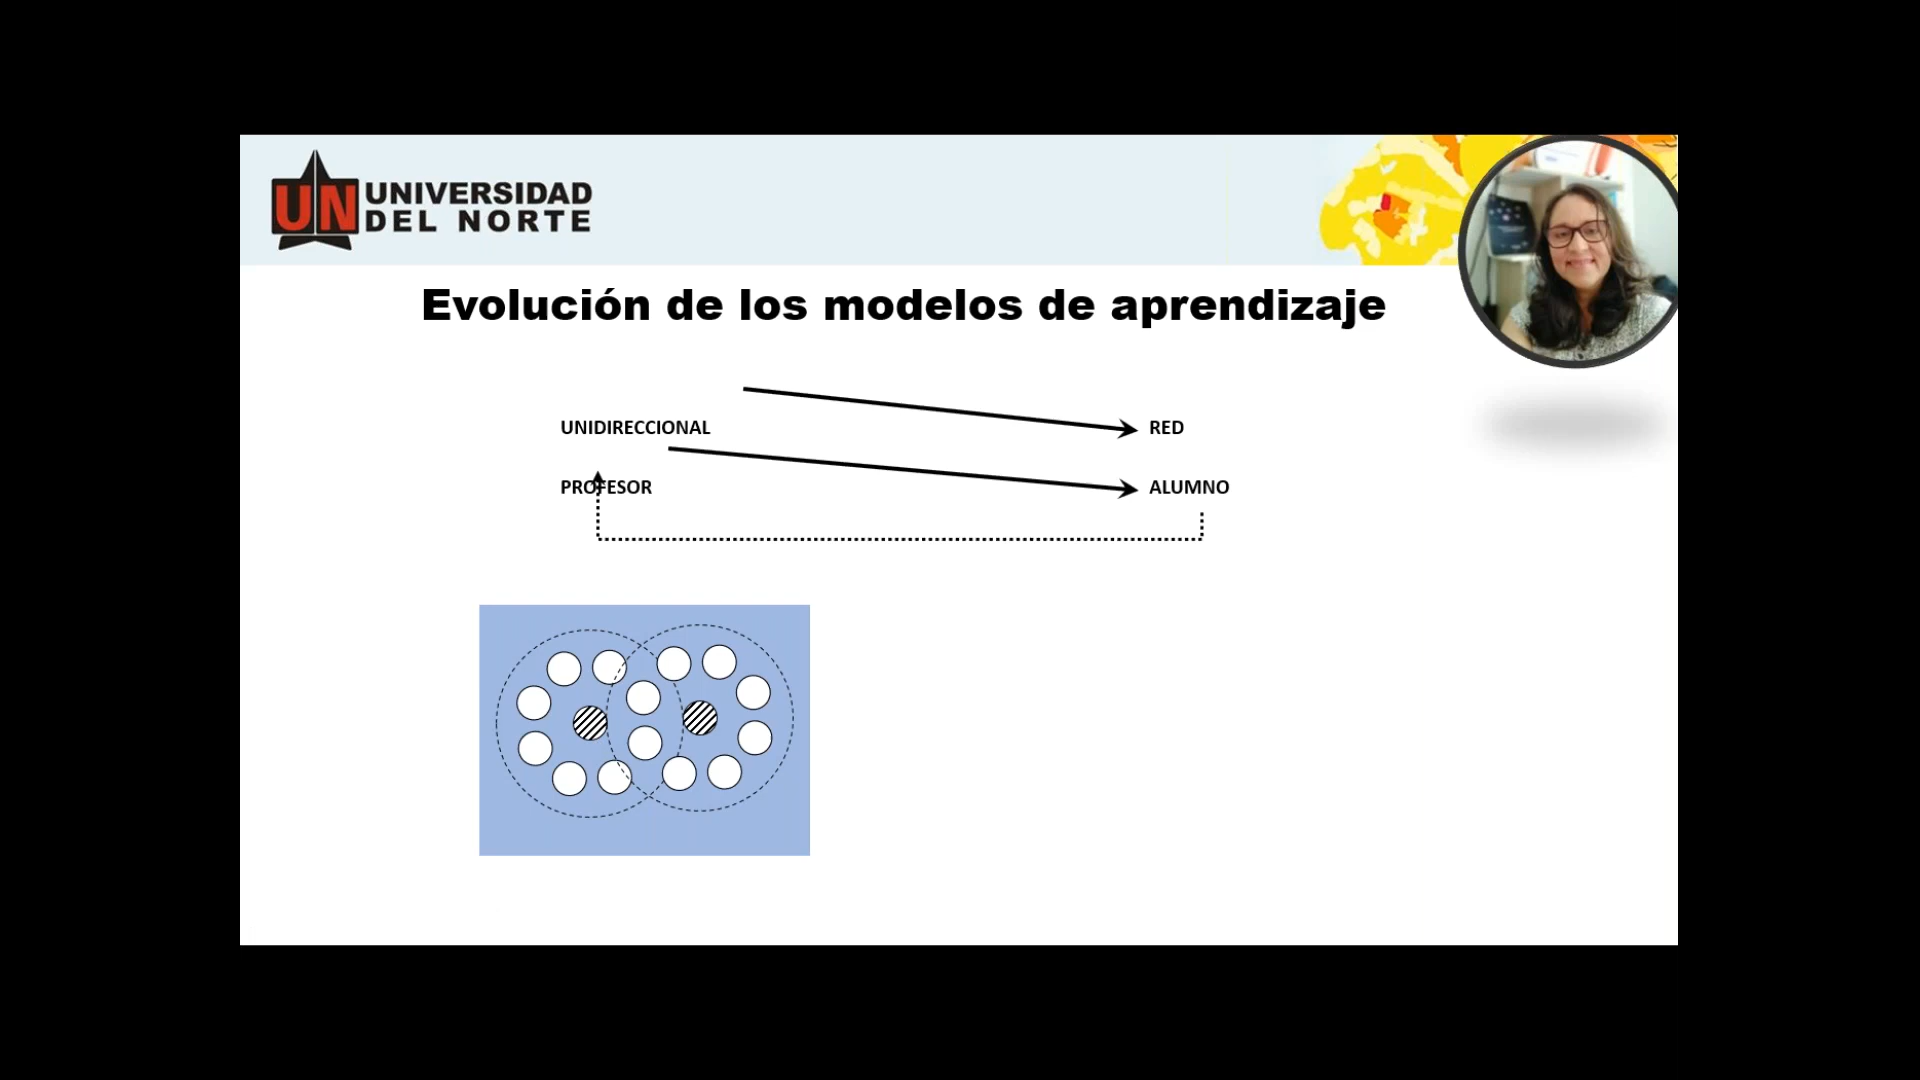 UN UNIVERSIDAD
DEL NORTE
Evolución de los modelos de aprendizaje
UNIDIRECCIONAL RED
PROFESOR ALUMNO